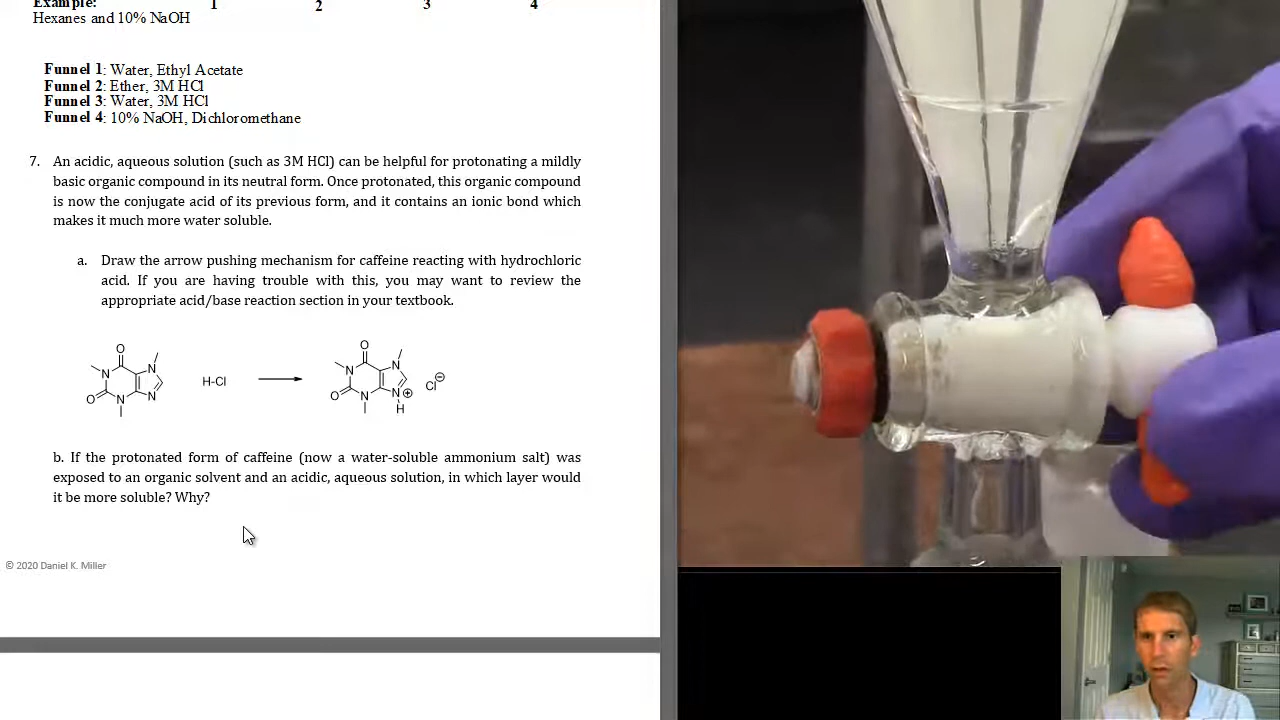 Example:
1 2 3 4
Hexanes and 10% NaOH
Funnel 1: Water, Ethyl Acetate
Funnel 2: Ether, 3M HCl
Funnel 3: Water, 3M HCl
Funnel 4: 10% NaOH, Dichloromethane
7. An acidic, aqueous solution (such as 3M HCl) can be helpful for protonating a mildly
basic organic compound in its neutral form. Once protonated, this organic compound
is now the conjugate acid of its previous form, and it contains an ionic bond which
makes it much more water soluble.
a. Draw the arrow pushing mechanism for caffeine reacting with hydrochloric
acid. If you are having trouble with this, you may want to review the
appropriate acid/base reaction section in your textbook.
O N N O N N
H-Cl
O N N O N N⊕ H
Cl⊖
b. If the protonated form of caffeine (now a water-soluble ammonium salt) was
exposed to an organic solvent and an acidic, aqueous solution, in which layer would
it be more soluble? Why?
© 2020 Daniel K. Miller